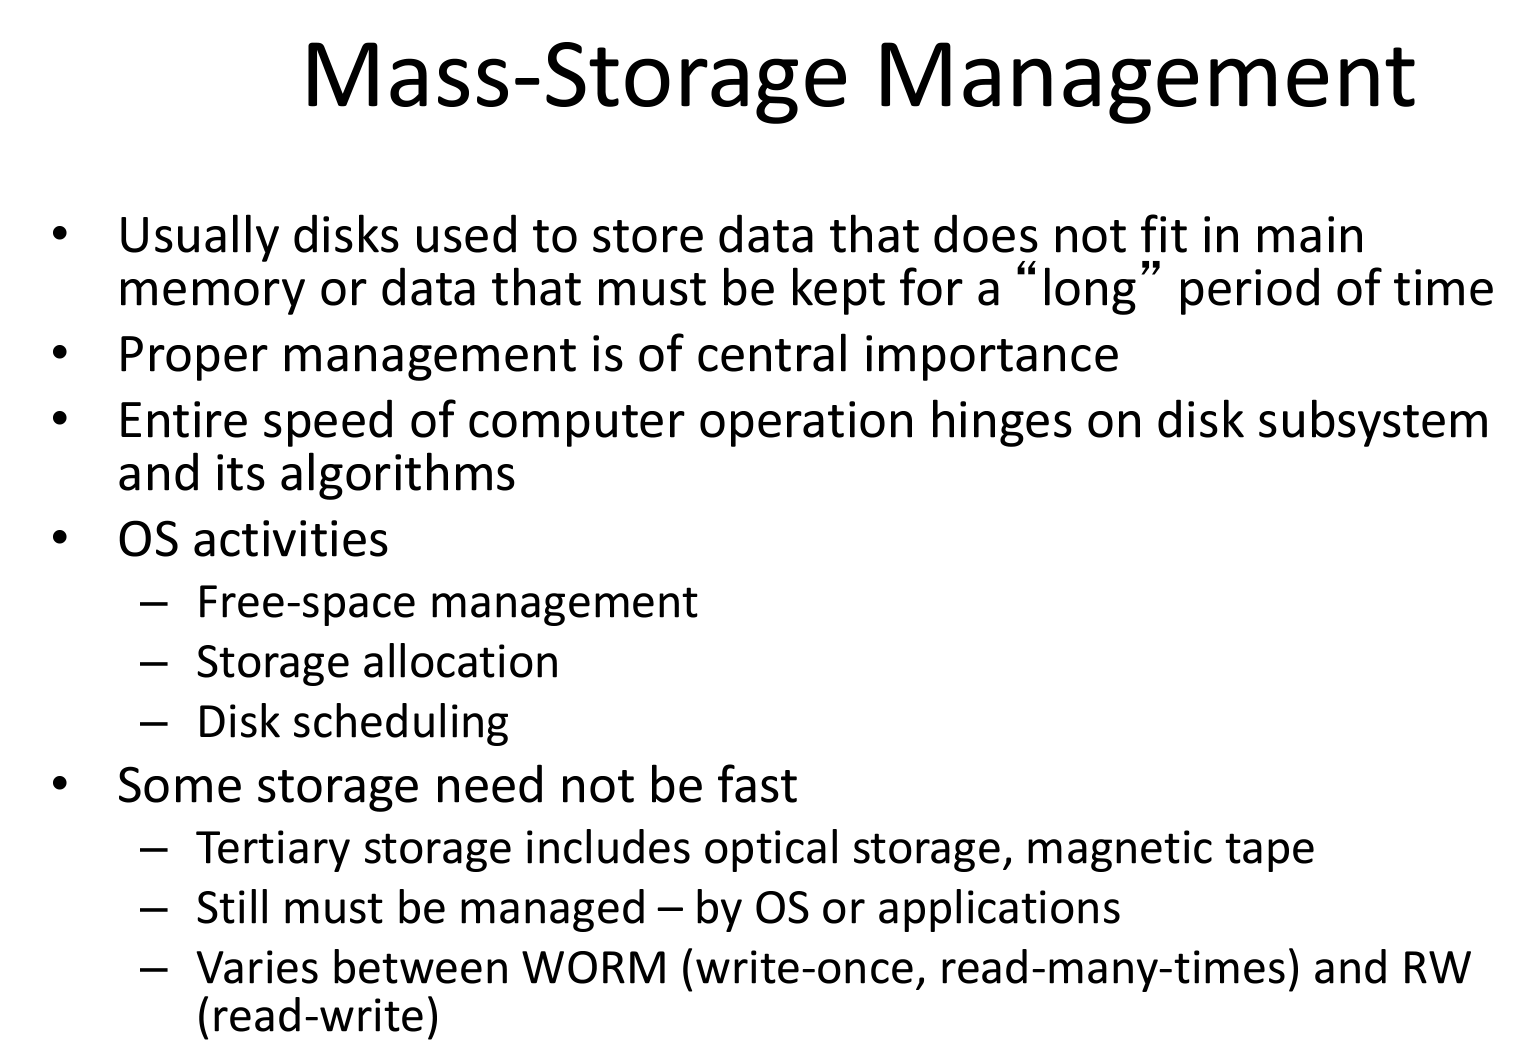 Mass-Storage Management
• Usually disks used to store data that does not fit in main
memory or data that must be kept for a “long” period of time
• Proper management is of central importance
• Entire speed of computer operation hinges on disk subsystem
and its algorithms
• OS activities
– Free-space management
– Storage allocation
– Disk scheduling
• Some storage need not be fast
– Tertiary storage includes optical storage, magnetic tape
– Still must be managed – by OS or applications
– Varies between WORM (write-once, read-many-times) and RW
(read-write)